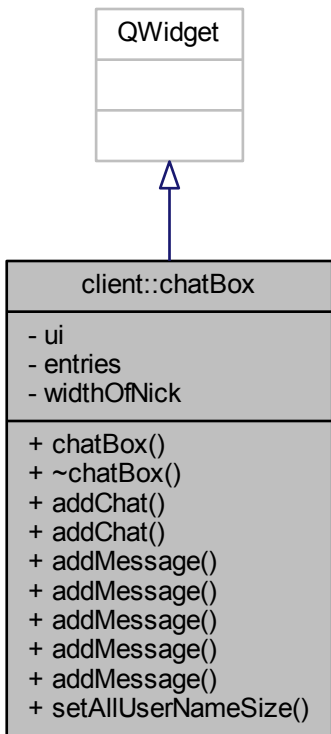 QWidget
client::chatBox
- ui
- entries
- widthOfNick
+ chatBox()
+ ~chatBox()
+ addChat()
+ addChat()
+ addMessage()
+ addMessage()
+ addMessage()
+ addMessage()
+ addMessage()
+ setAllUserNameSize()